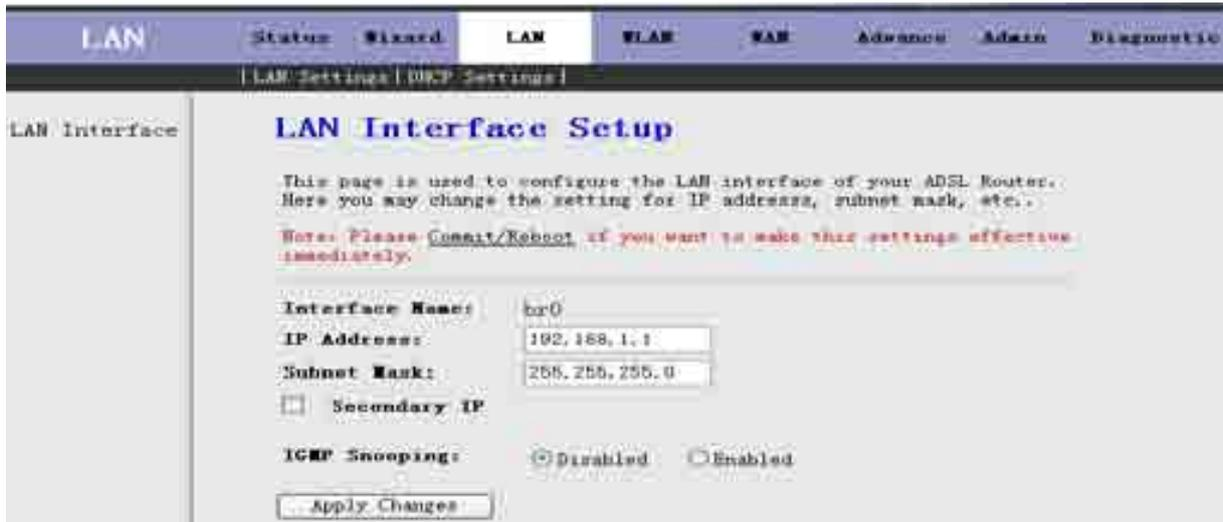 LAN
Status Wizard LAN WLAN WAN Advance Admin Diagnostic
|LAN Settings|DHCP Settings|
LAN Interface
LAN Interface Setup
This page is used to configure the LAN interface of your ADSL Router.
Here you may change the setting for IP addresss, subnet mask, etc..
Note: Please Commit/Reboot if you want to make this settings effective
immediately.
Interface Name: br0
IP Address: 192.168.1.1
Subnet Mask: 255.255.255.0
Secondary IP
IGMP Snooping: Disabled Enabled
Apply Changes